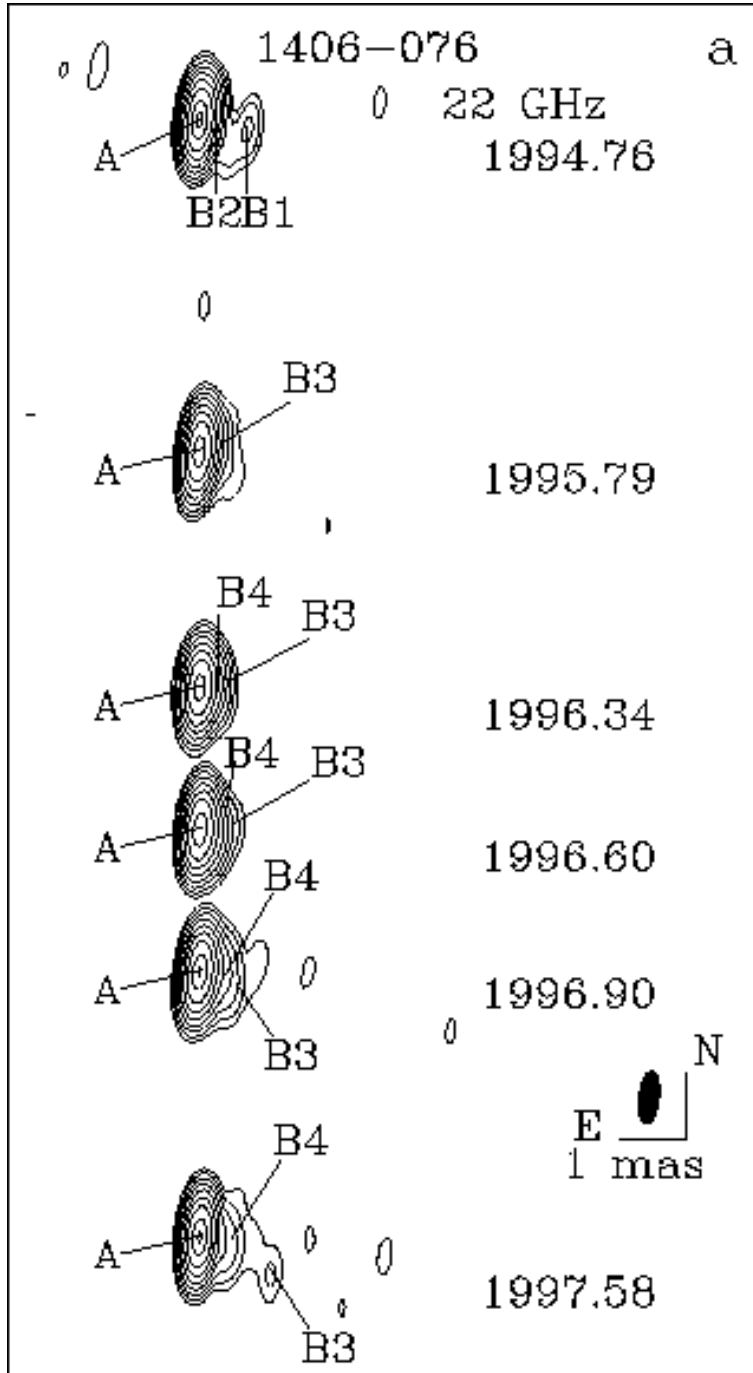 1406-076 a
22 GHz
A 1994.76
B2B1
B3
A 1995.79
B4
B3
A 1996.34
B4
B3
A 1996.60
B4
A 1996.90
B3
N
E
1 mas
B4
A
1997.58
B3